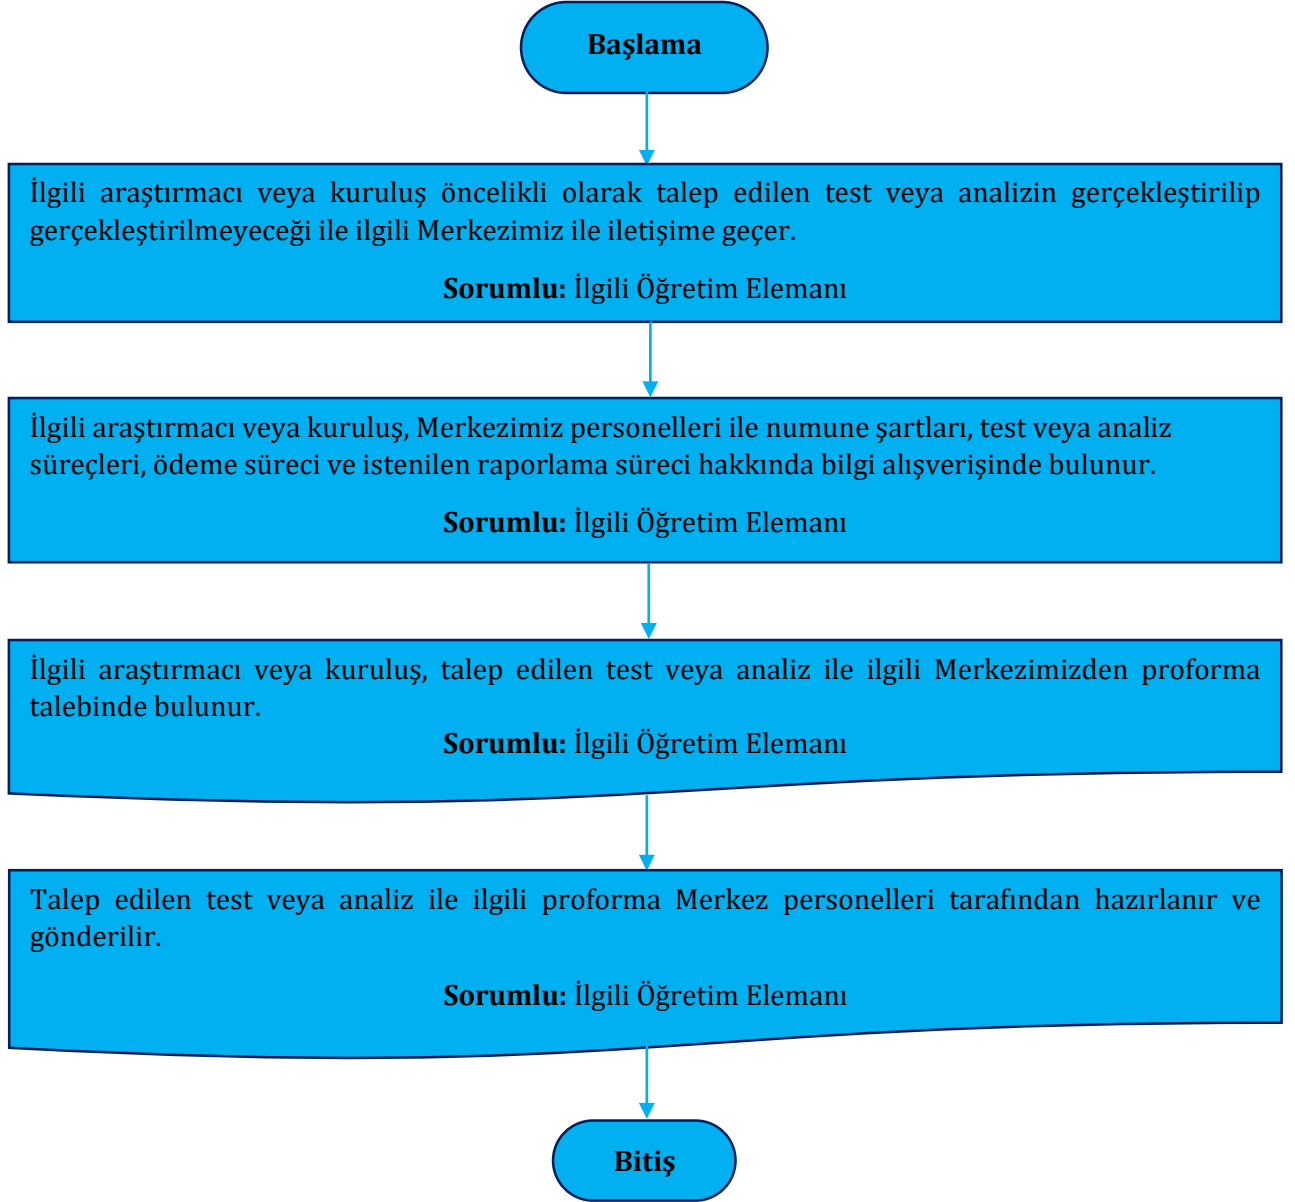 Başlama
İlgili araştırmacı veya kuruluş öncelikli olarak talep edilen test veya analizin gerçekleştirilip
gerçekleştirilmeyeceği ile ilgili Merkezimiz ile iletişime geçer.
Sorumlu: İlgili Öğretim Elemanı
İlgili araştırmacı veya kuruluş, Merkezimiz personelleri ile numune şartları, test veya analiz
süreçleri, ödeme süreci ve istenilen raporlama süreci hakkında bilgi alışverişinde bulunur.
Sorumlu: İlgili Öğretim Elemanı
İlgili araştırmacı veya kuruluş, talep edilen test veya analiz ile ilgili Merkezimizden proforma
talebinde bulunur.
Sorumlu: İlgili Öğretim Elemanı
Talep edilen test veya analiz ile ilgili proforma Merkez personelleri tarafından hazırlanır ve
gönderilir.
Sorumlu: İlgili Öğretim Elemanı
Bitiş